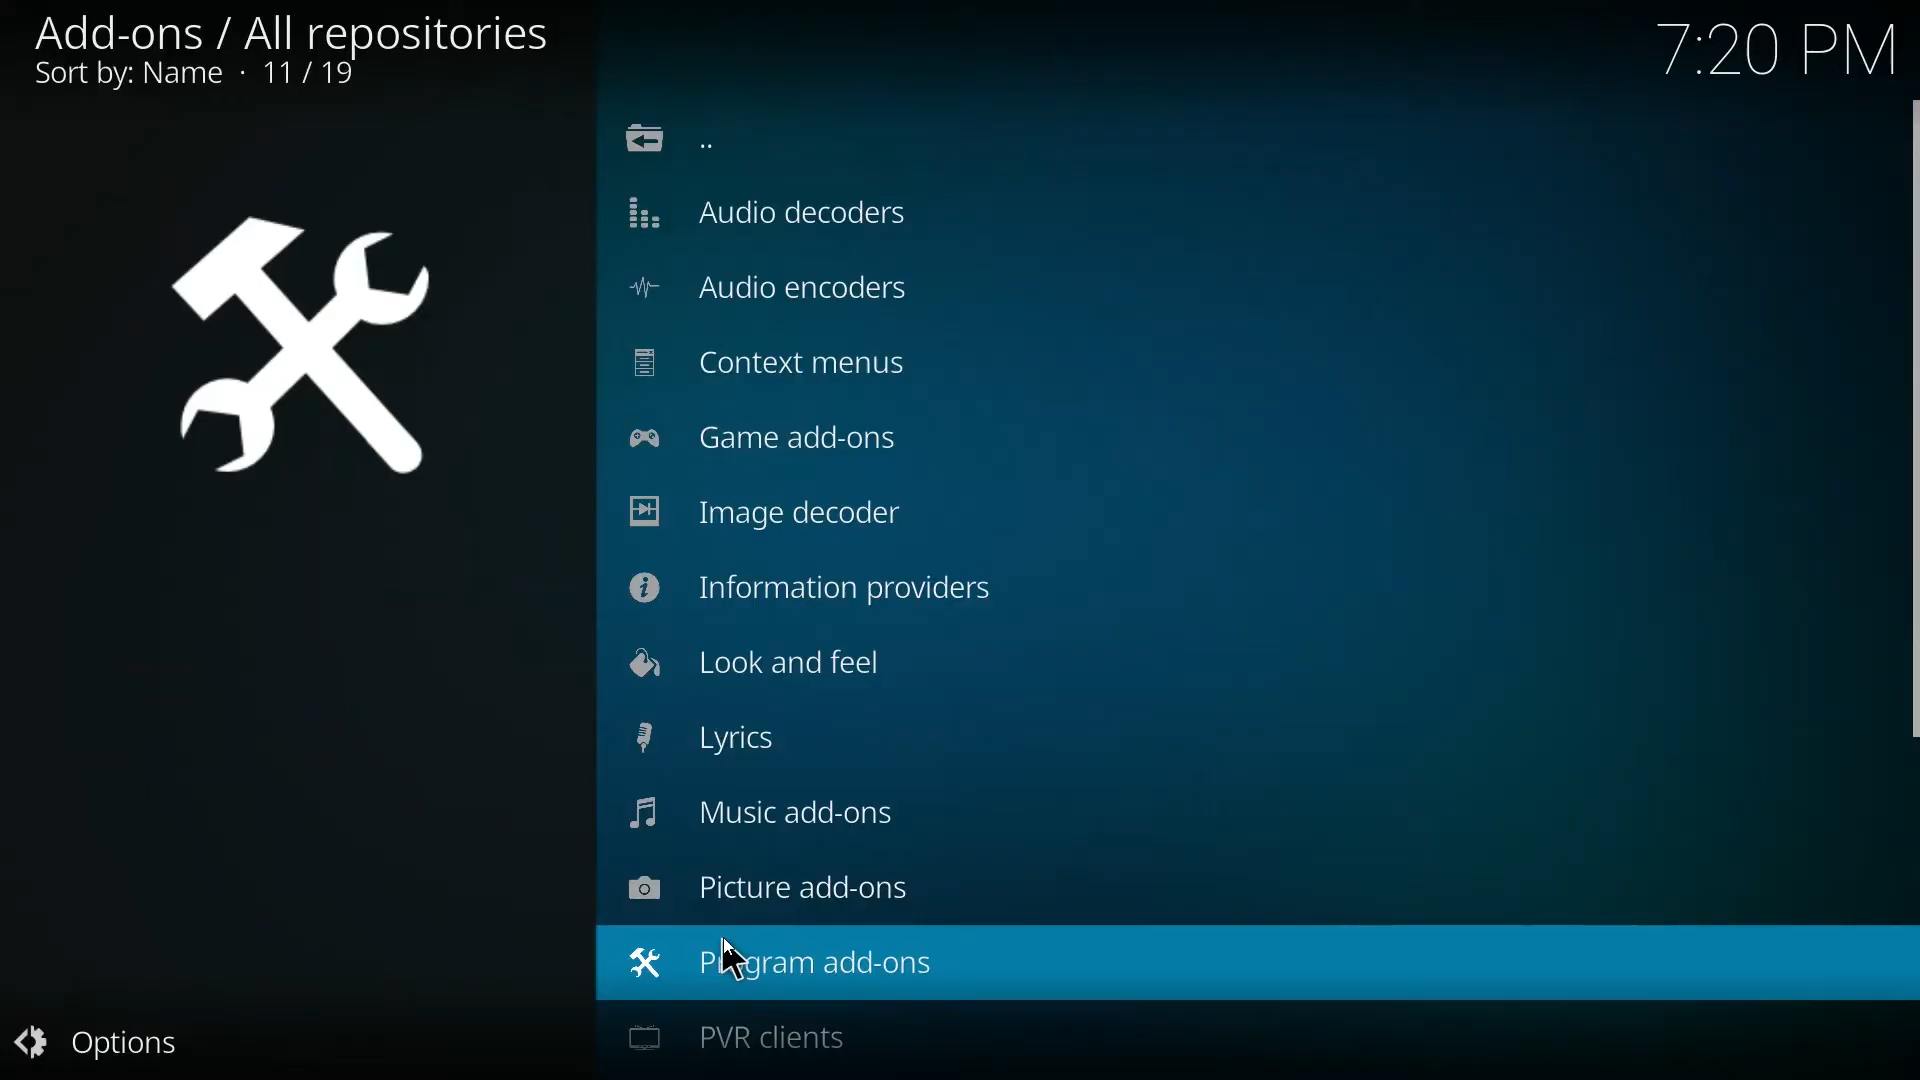 Add-ons / All repositories
Sort by: Name · 11 / 19
7:20 PM
..
Audio decoders
Audio encoders
Context menus
Game add-ons
Image decoder
Information providers
Look and feel
Lyrics
Music add-ons
Picture add-ons
Program add-ons
PVR clients
Options